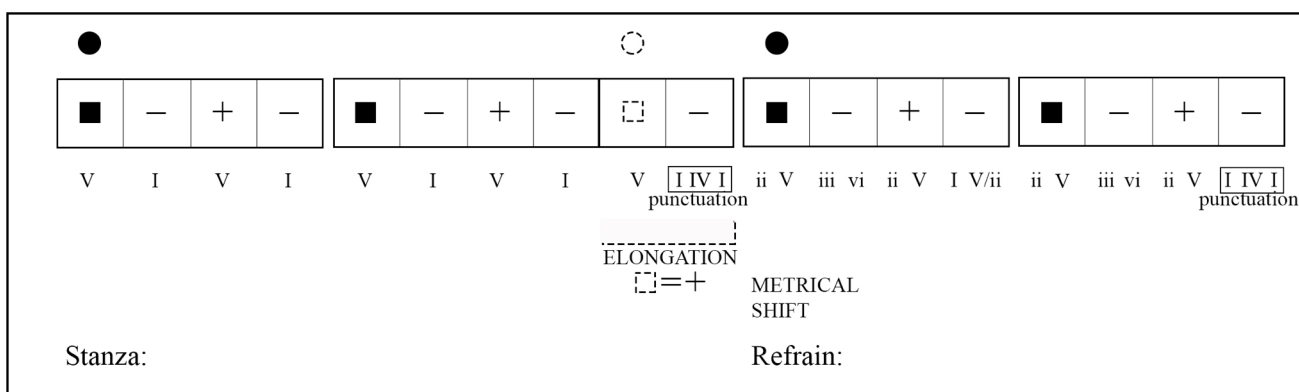 V I V I V I V I V I IV I ii V iii vi ii V I V/ii ii V iii vi ii V I IV I
punctuation punctuation
ELONGATION
=+ METRICAL
SHIFT
Stanza: Refrain: